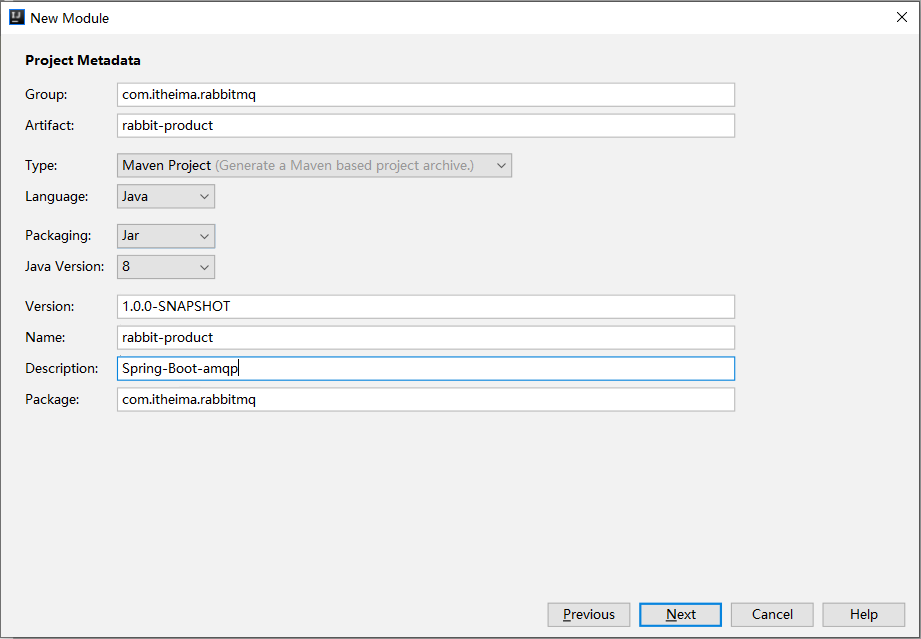 New Module
Project Metadata
Group: com.itheima.rabbitmq
Artifact: rabbit-product
Type: Maven Project (Generate a Maven based project archive.)
Language: Java
Packaging: Jar
Java Version: 8
Version: 1.0.0-SNAPSHOT
Name: rabbit-product
Description: Spring-Boot-amqp
Package: com.itheima.rabbitmq
Previous Next Cancel Help